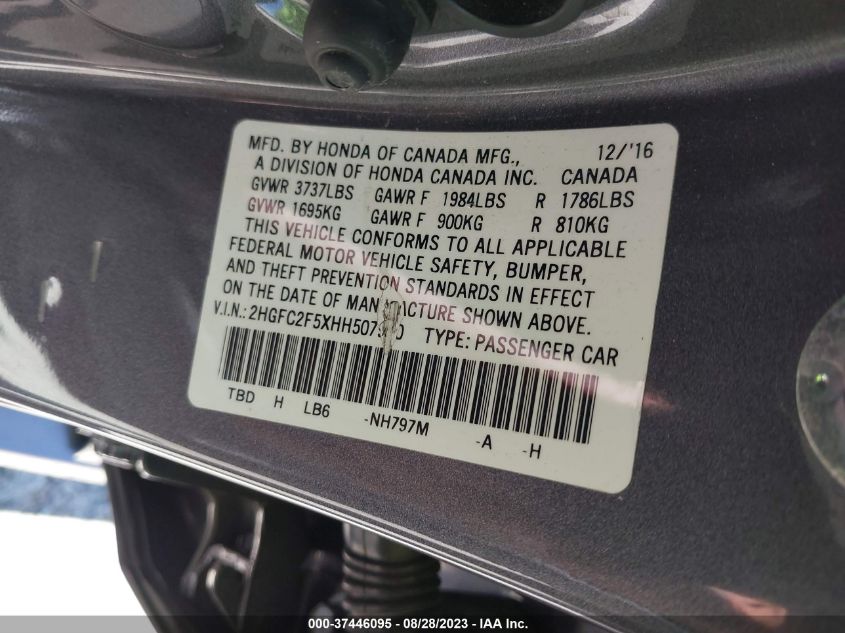 MFD. BY HONDA OF CANADA MFG., 12/'16
A DIVISION OF HONDA CANADA INC. CANADA
GVWR 3737LBS GAWR F 1984LBS R 1786LBS
GVWR 1695KG GAWR F 900KG R 810KG
THIS VEHICLE CONFORMS TO ALL APPLICABLE
FEDERAL MOTOR VEHICLE SAFETY, BUMPER,
AND THEFT PREVENTION STANDARDS IN EFFECT
ON THE DATE OF MANUFACTURE SHOWN ABOVE.
V.I.N.: TYPE: PASSENGER CAR
TBD H LB6 -NH797M -A -H
000-37446095 - 08/28/2023 - IAA Inc.